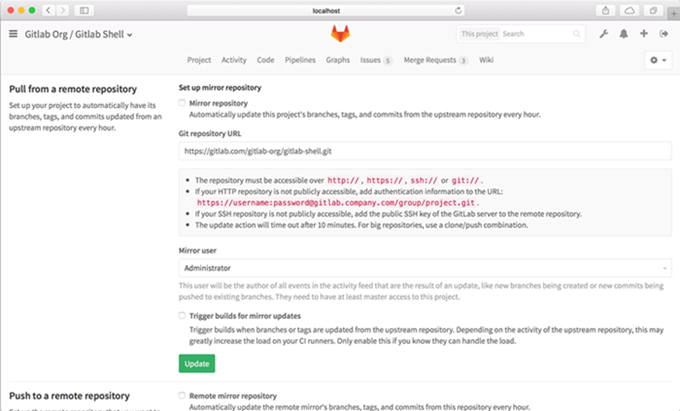 localhost
Gitlab Org / Gitlab Shell
This project Search
Project Activity Code Pipelines Graphs Issues 5 Merge Requests 3 Wiki
Pull from a remote repository
Set up your project to automatically have its
branches, tags, and commits updated from an
upstream repository every hour.
Set up mirror repository
Mirror repository
Automatically update this project's branches, tags, and commits from the upstream repository every hour.
Git repository URL
https://gitlab.com/gitlab-org/gitlab-shell.git
The repository must be accessible over http://, https://, ssh:// or git://.
If your HTTP repository is not publicly accessible, add authentication information to the URL:
https://username:password@gitlab.company.com/group/project.git.
If your SSH repository is not publicly accessible, add the public SSH key of the GitLab server to the remote repository.
The update action will time out after 10 minutes. For big repositories, use a clone/push combination.
Mirror user
Administrator
This user will be the author of all events in the activity feed that are the result of an update, like new branches being created or new commits being
pushed to existing branches. They need to have at least master access to this project.
Trigger builds for mirror updates
Trigger builds when branches or tags are updated from the upstream repository. Depending on the activity of the upstream repository, this may
greatly increase the load on your CI runners. Only enable this if you know they can handle the load.
Update
Push to a remote repository
Remote mirror repository
Automatically update the remote mirror's branches, tags, and commits from this repository every hour.